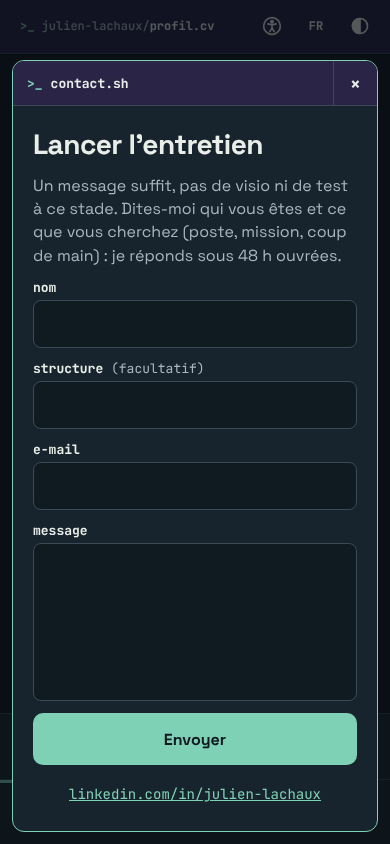 >_ julien-lachaux/profil.cv FR
>_ contact.sh ×
Lancer l'entretien
Un message suffit, pas de visio ni de test
à ce stade. Dites-moi qui vous êtes et ce
que vous cherchez (poste, mission, coup
de main) : je réponds sous 48 h ouvrées.
nom
structure (facultatif)
e-mail
message
Envoyer
linkedin.com/in/julien-lachaux